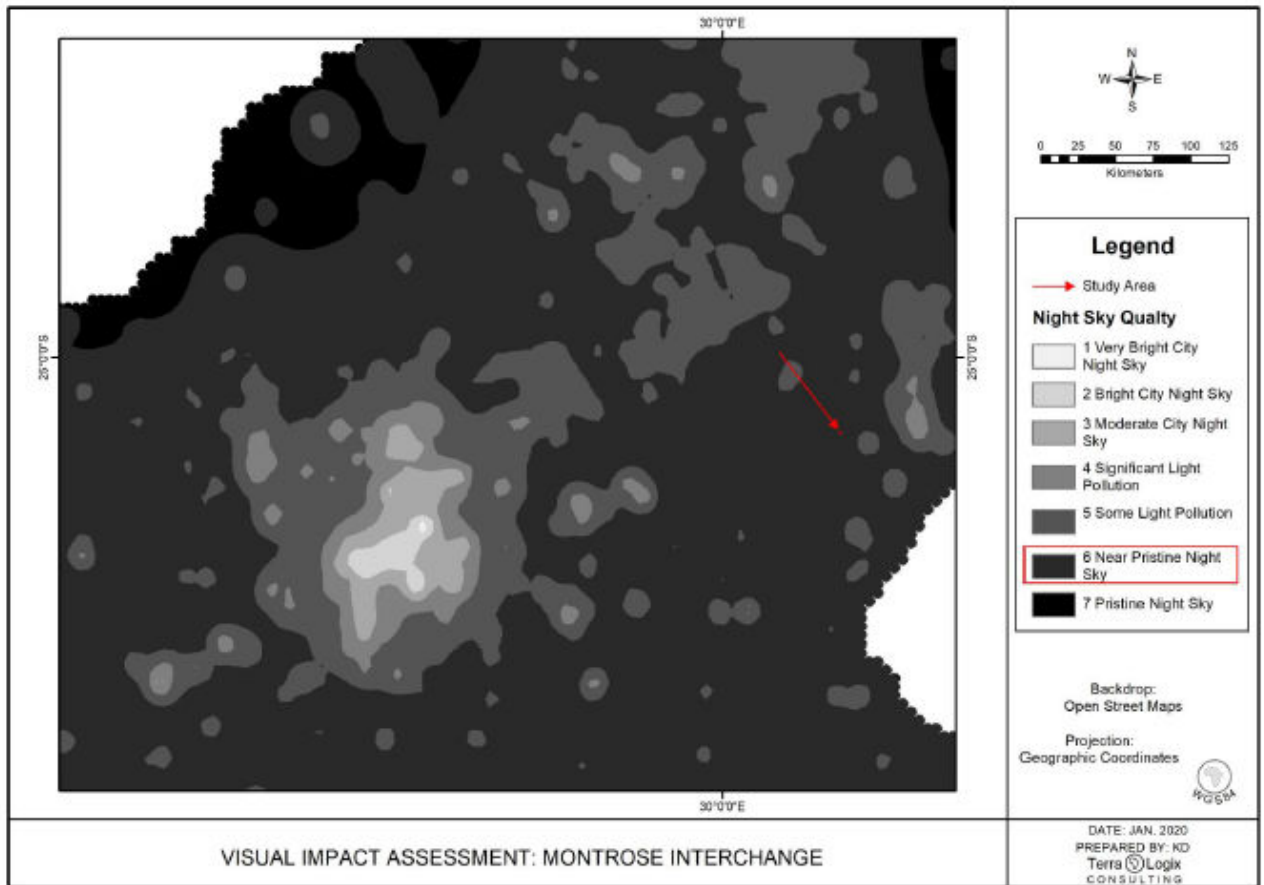 30°0'0"E
25°0'0"S
25°0'0"S
30°0'0"E
N
W E
S
0 25 50 75 100 125
Kilometers
Legend
Study Area
Night Sky Qualty
1 Very Bright City
Night Sky
2 Bright City Night Sky
3 Moderate City Night
Sky
4 Significant Light
Pollution
5 Some Light Pollution
6 Near Pristine Night
Sky
7 Pristine Night Sky
Backdrop:
Open Street Maps
Projection:
Geographic Coordinates
WGS84
VISUAL IMPACT ASSESSMENT: MONTROSE INTERCHANGE
DATE: JAN. 2020
PREPARED BY: KD
Terra Logix
CONSULTING